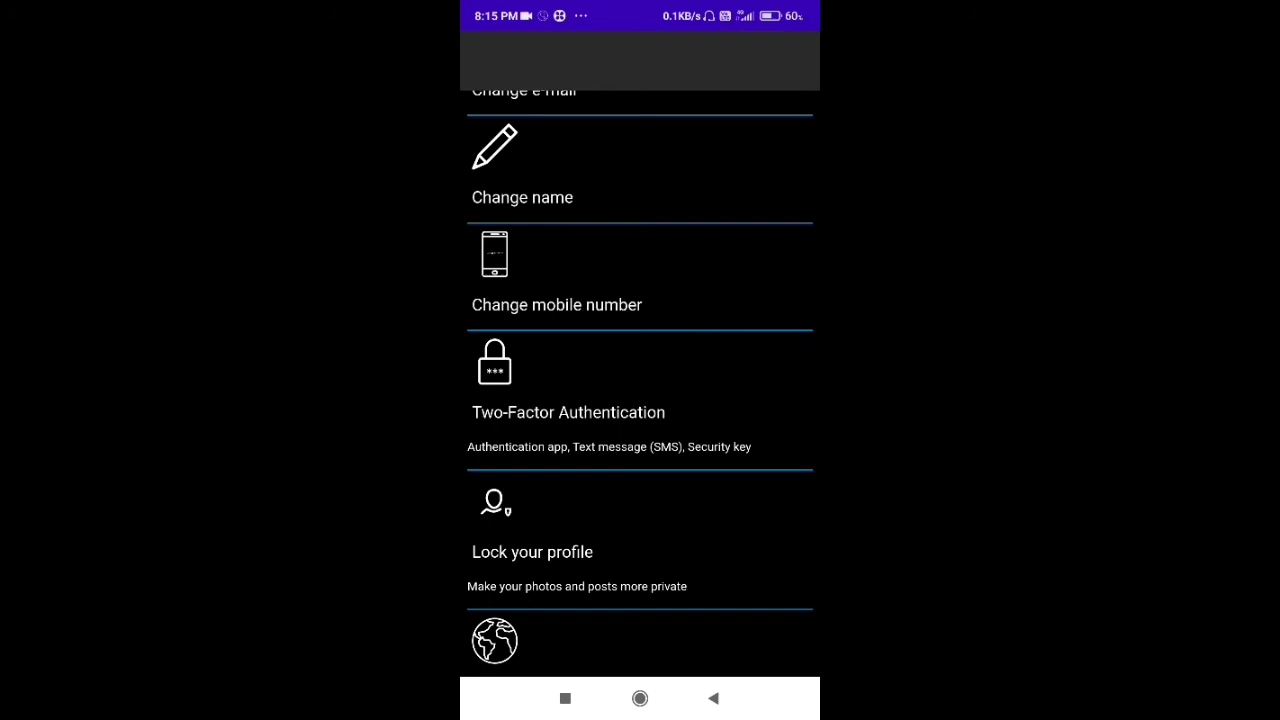 8:15 PM
0.1KB/s
4G
60%
Change e-mail
Change name
Change mobile number
***
Two-Factor Authentication
Authentication app, Text message (SMS), Security key
Lock your profile
Make your photos and posts more private